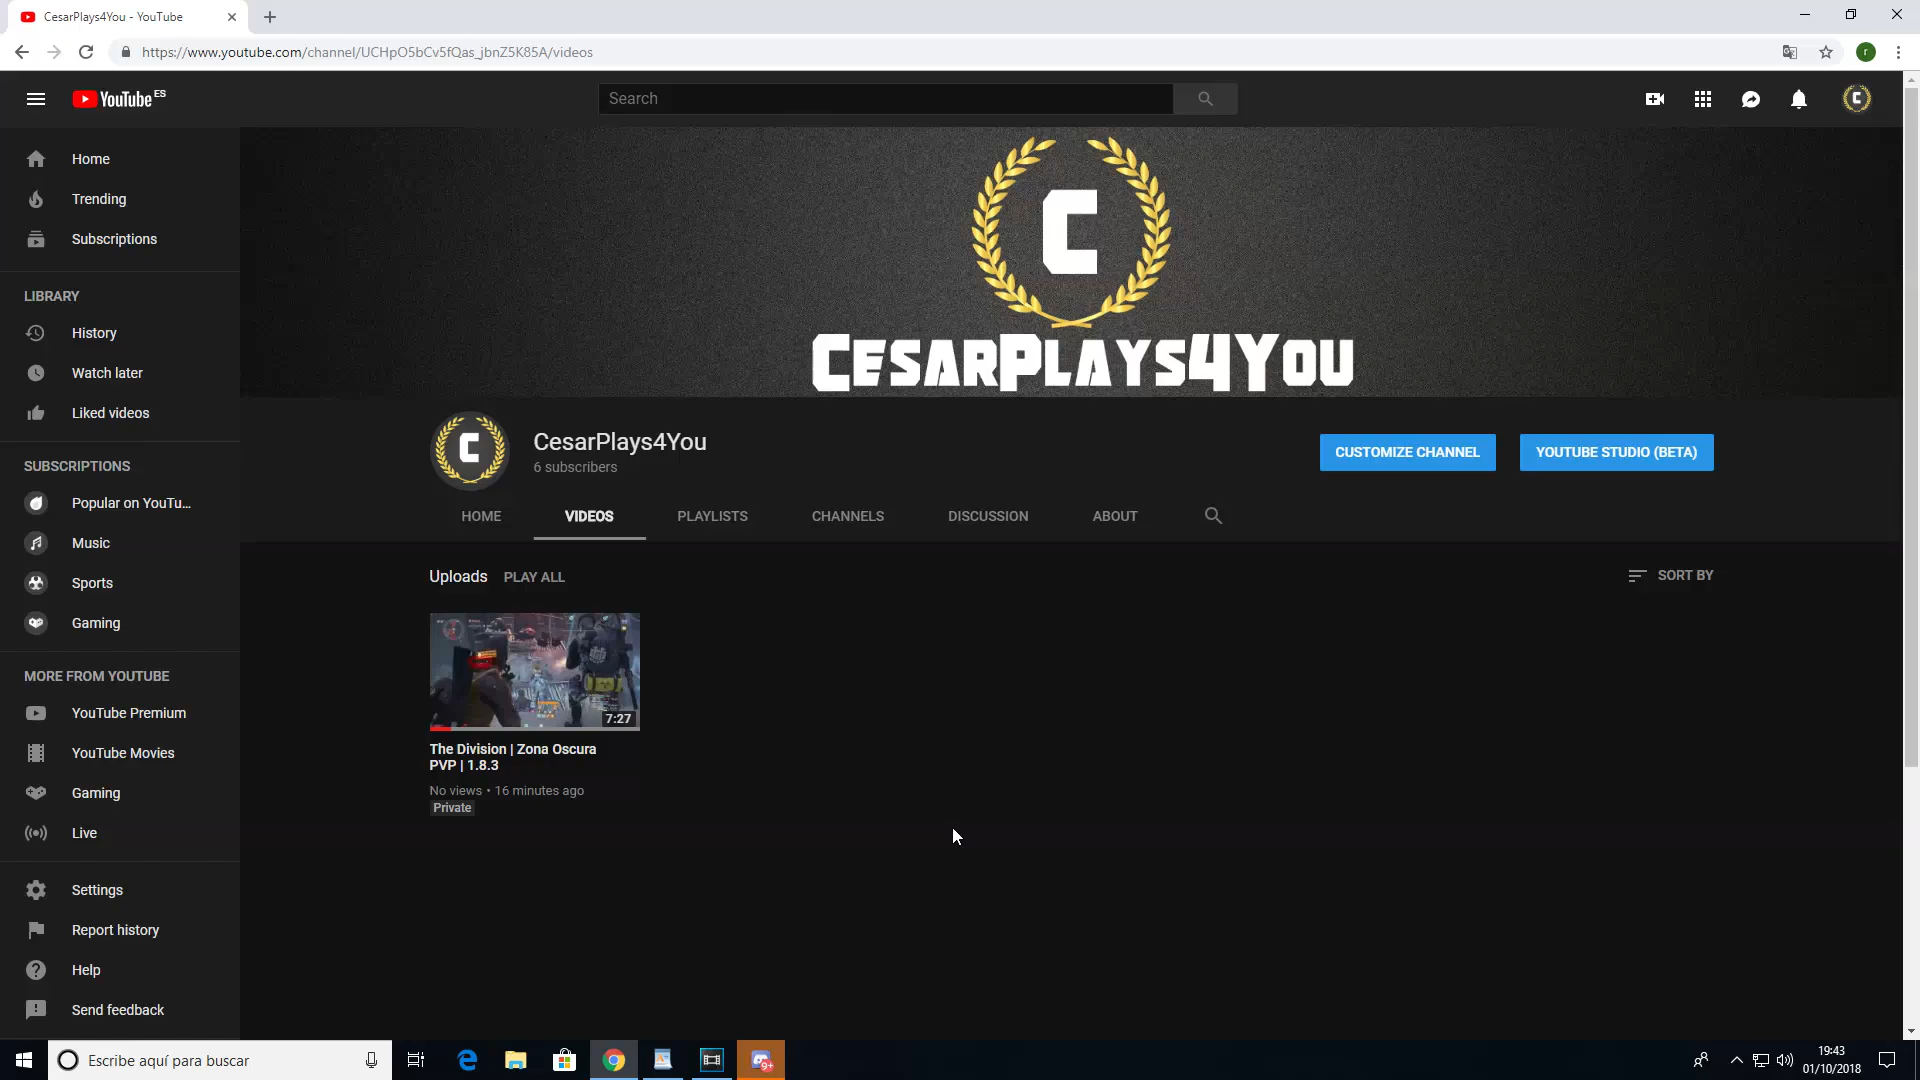 CesarPlays4You - YouTube
https://www.youtube.com/channel/UCHpO5bCv5fQas_jbnZ5K85A/videos
r
YouTube ES
Search
C
Home
Trending
Subscriptions
LIBRARY
History
Watch later
Liked videos
SUBSCRIPTIONS
Popular on YouTu...
Music
Sports
Gaming
MORE FROM YOUTUBE
YouTube Premium
YouTube Movies
Gaming
Live
Settings
Report history
Help
Send feedback
C
CesarPlays4You
C
CesarPlays4You
6 subscribers
CUSTOMIZE CHANNEL
YOUTUBE STUDIO (BETA)
HOME VIDEOS PLAYLISTS CHANNELS DISCUSSION ABOUT
Uploads PLAY ALL
SORT BY
7:27
The Division | Zona Oscura
PVP | 1.8.3
No views • 16 minutes ago
Private
Escribe aquí para buscar
9+
19:43
01/10/2018